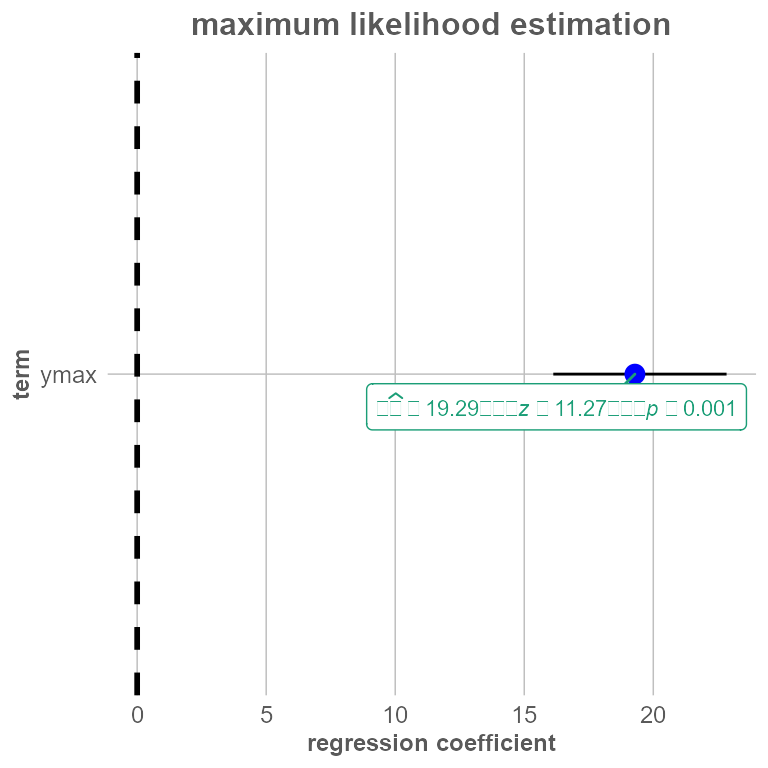 maximum likelihood estimation
term
ymax
□□ □ 19.29□□□z □ 11.27□□□p □ 0.001
0 5 10 15 20
regression coefficient